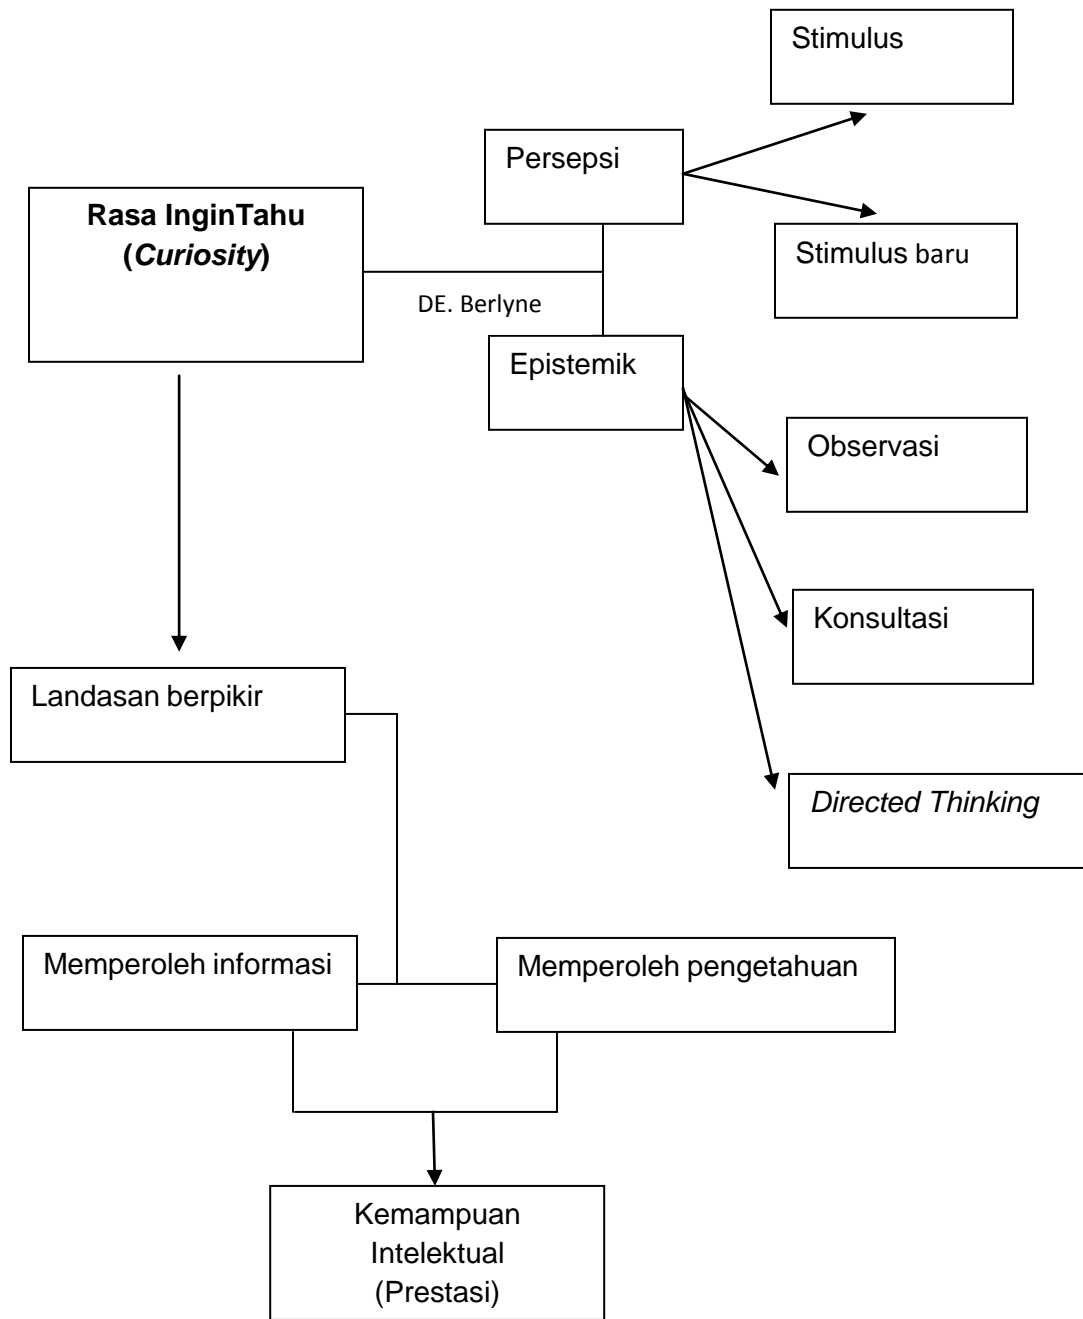 Stimulus
Persepsi
Rasa InginTahu
(Curiosity)
Stimulus baru
DE. Berlyne
Epistemik
Observasi
Konsultasi
Landasan berpikir
Directed Thinking
Memperoleh informasi
Memperoleh pengetahuan
Kemampuan
Intelektual
(Prestasi)